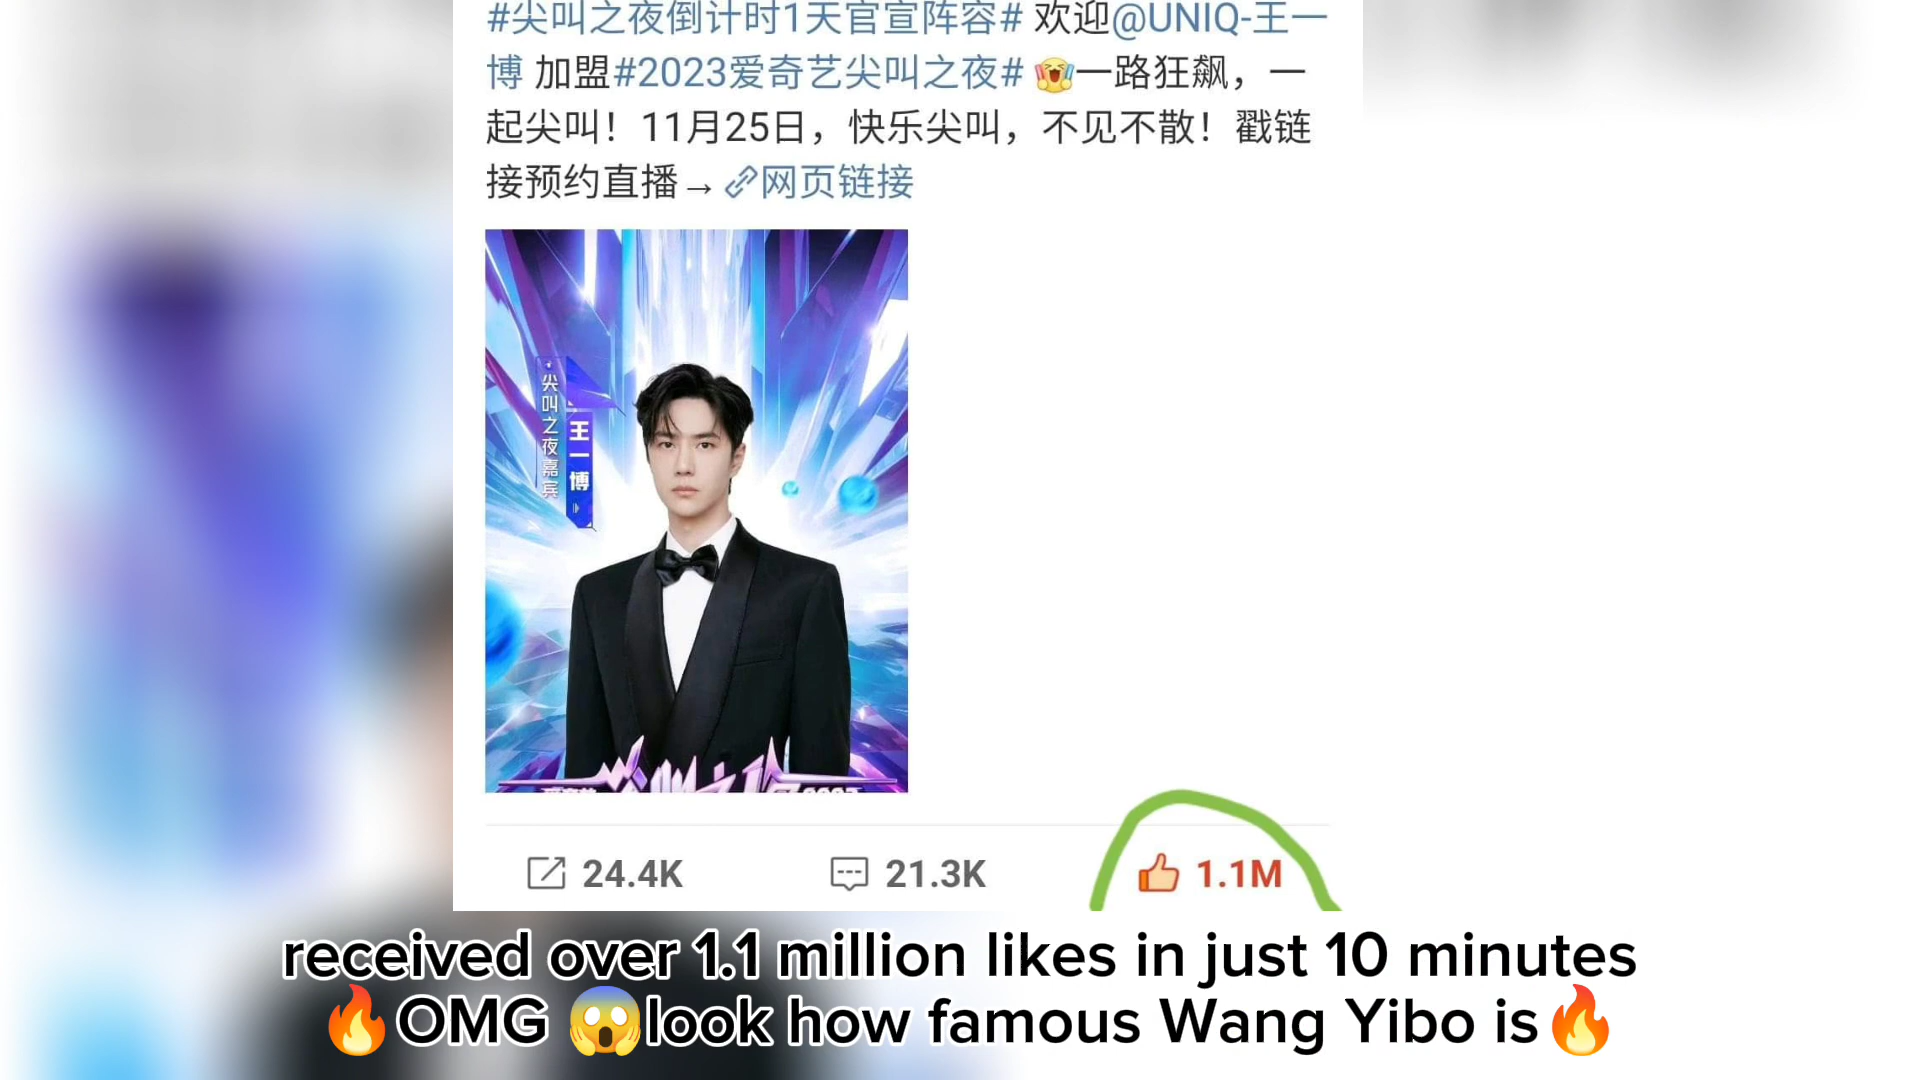 #尖叫之夜倒计时1天官宣阵容# 欢迎@UNIQ-王一
博 加盟#2023爱奇艺尖叫之夜# 一路狂飙，一
起尖叫！11月25日，快乐尖叫，不见不散！戳链
接预约直播→网页链接
尖叫之夜嘉宾
王一博
24.4K
21.3K
1.1M
received over 1.1 million likes in just 10 minutes
🔥OMG 😱look how famous Wang Yibo is🔥